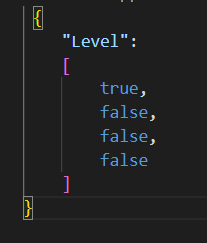 {
"Level":
[
true,
false,
false,
false
]
}